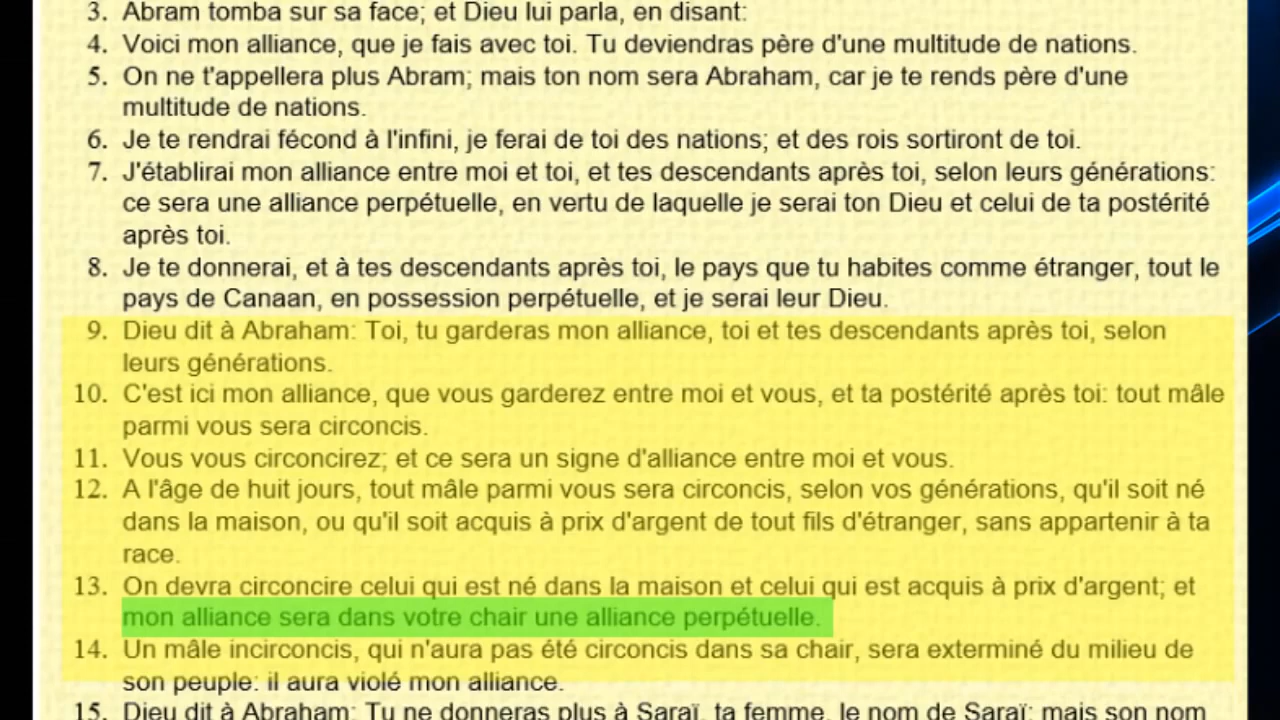 3. Abram tomba sur sa face; et Dieu lui parla, en disant:
4. Voici mon alliance, que je fais avec toi. Tu deviendras père d'une multitude de nations.
5. On ne t'appellera plus Abram; mais ton nom sera Abraham, car je te rends père d'une
multitude de nations.
6. Je te rendrai fécond à l'infini, je ferai de toi des nations; et des rois sortiront de toi.
7. J'établirai mon alliance entre moi et toi, et tes descendants après toi, selon leurs générations:
ce sera une alliance perpétuelle, en vertu de laquelle je serai ton Dieu et celui de ta postérité
après toi.
8. Je te donnerai, et à tes descendants après toi, le pays que tu habites comme étranger, tout le
pays de Canaan, en possession perpétuelle, et je serai leur Dieu.
9. Dieu dit à Abraham: Toi, tu garderas mon alliance, toi et tes descendants après toi, selon
leurs générations.
10. C'est ici mon alliance, que vous garderez entre moi et vous, et ta postérité après toi: tout mâle
parmi vous sera circoncis.
11. Vous vous circoncirez; et ce sera un signe d'alliance entre moi et vous.
12. A l'âge de huit jours, tout mâle parmi vous sera circoncis, selon vos générations, qu'il soit né
dans la maison, ou qu'il soit acquis à prix d'argent de tout fils d'étranger, sans appartenir à ta
race.
13. On devra circoncire celui qui est né dans la maison et celui qui est acquis à prix d'argent; et
mon alliance sera dans votre chair une alliance perpétuelle.
14. Un mâle incirconcis, qui n'aura pas été circoncis dans sa chair, sera exterminé du milieu de
son peuple: il aura violé mon alliance.
15. Dieu dit à Abraham: Tu ne donneras plus à Saraï, ta femme, le nom de Saraï; mais son nom